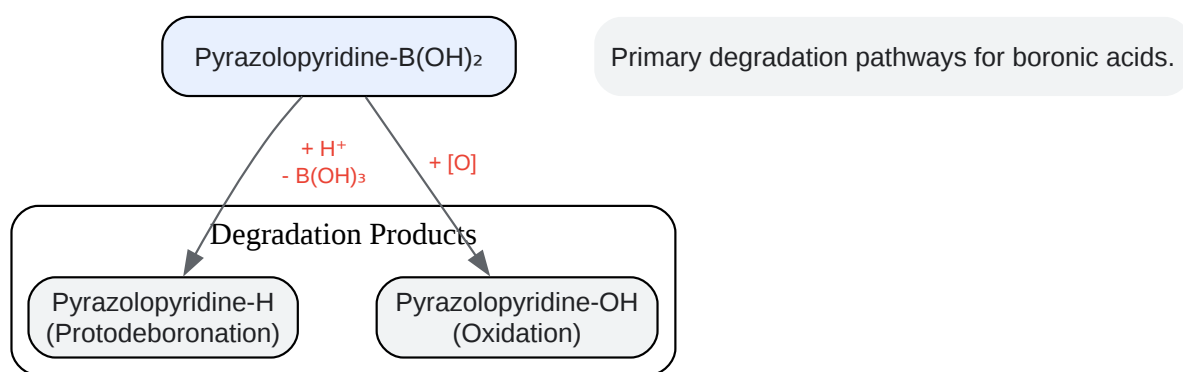 Pyrazolopyridine-B(OH)₂
Primary degradation pathways for boronic acids.
+ H⁺
- B(OH)₃
+ [O]
Degradation Products
Pyrazolopyridine-H
(Protodeboronation)
Pyrazolopyridine-OH
(Oxidation)